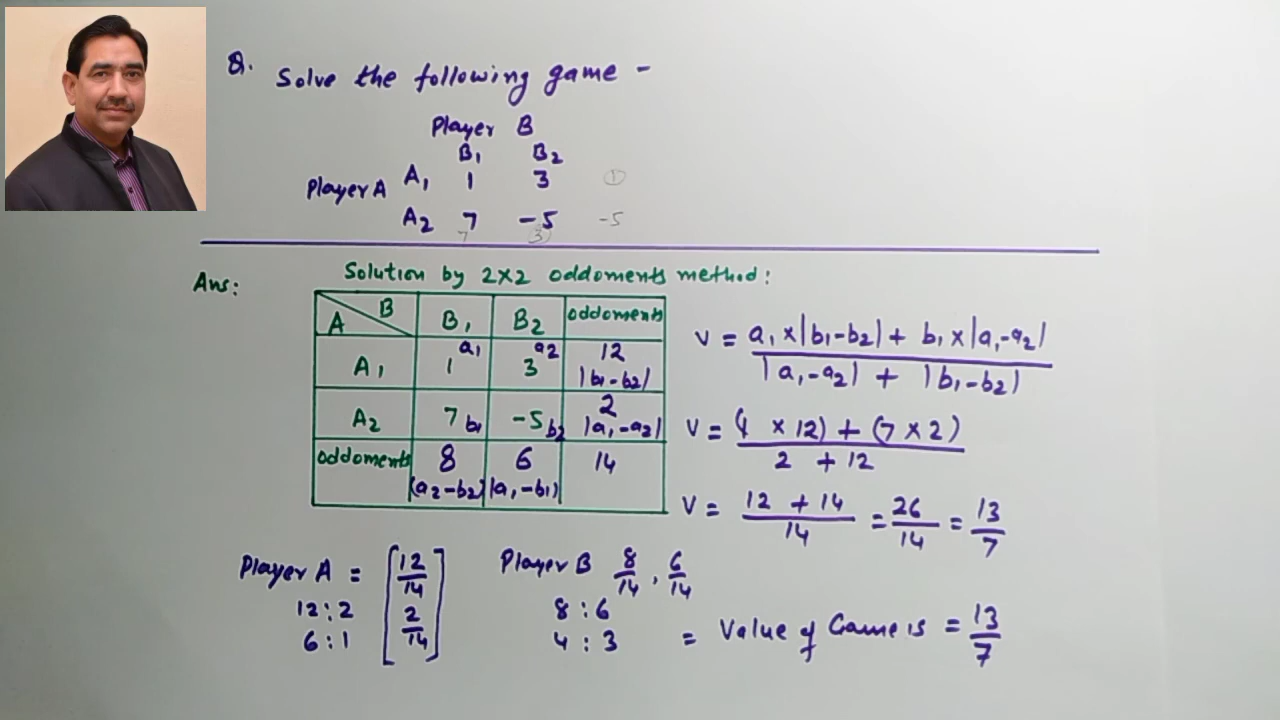 Q. Solve the following game -
Player B
B1 B2
Player A A1 1 3 1
A2 7 -5 -5
7 3
Ans: Solution by 2x2 oddoments method:
A B B1 B2 oddoments
A1 1 a1 3 a2 12 |b1-b2|
A2 7 b1 -5 b2 2 |a1-a2|
oddoments 8 (a2-b2| 6 |a1-b1) 14
V = a1 x |b1-b2| + b1 x |a1-a2| / |a1-a2| + |b1-b2|
V = (1 x 12) + (7 x 2) / 2 + 12
V = 12 + 14 / 14 = 26/14 = 13/7
Player A = [12/14 2/14]
12:2
6:1
Player B 8/14, 6/14
8:6
4:3
= Value of Game is = 13/7